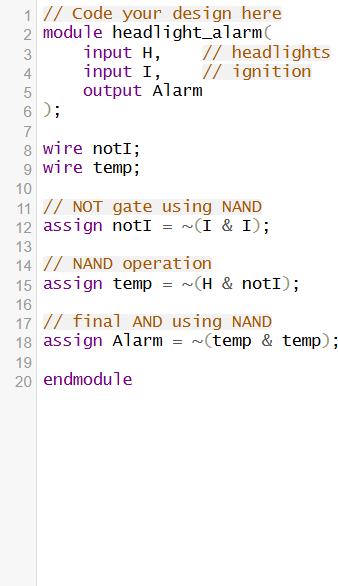 1 // Code your design here
2 module headlight_alarm(
3     input H,    // headlights
4     input I,    // ignition
5     output Alarm
6 );
7
8 wire notI;
9 wire temp;
10
11 // NOT gate using NAND
12 assign notI = ~(I & I);
13
14 // NAND operation
15 assign temp = ~(H & notI);
16
17 // final AND using NAND
18 assign Alarm = ~(temp & temp);
19
20 endmodule